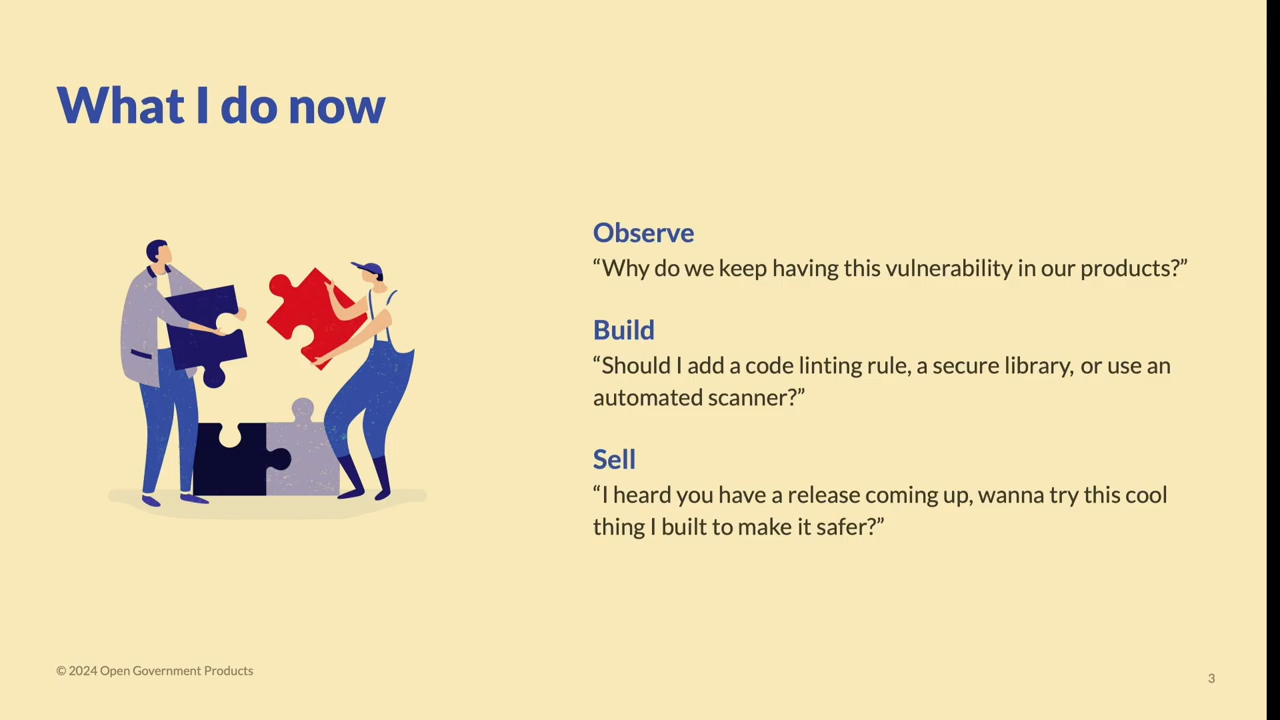 What I do now
Observe
“Why do we keep having this vulnerability in our products?”
Build
“Should I add a code linting rule, a secure library, or use an
automated scanner?”
Sell
“I heard you have a release coming up, wanna try this cool
thing I built to make it safer?”
© 2024 Open Government Products
3